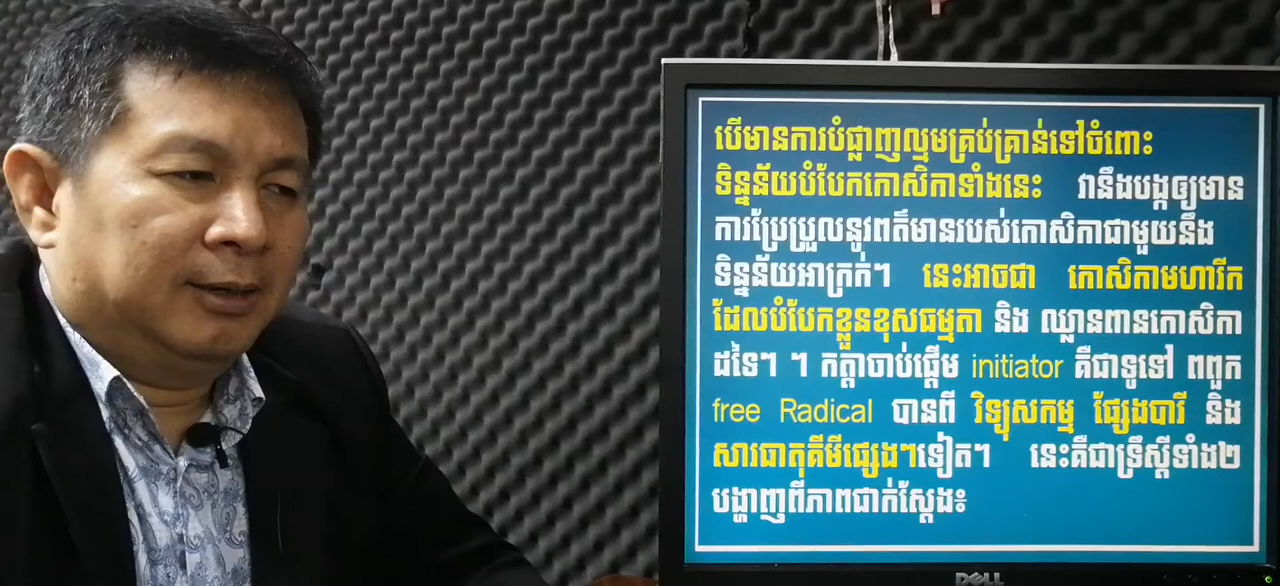 បើមានការបំផ្លាញល្មមគ្រប់គ្រាន់ទៅចំពោះ
ទិន្នន័យបំបែកកោសិកាទាំងនេះ វានឹងបង្កឲ្យមាន
ការប្រែប្រួលនូវពត៌មានរបស់កោសិកាជាមួយនឹង
ទិន្នន័យអាក្រក់ៗ នេះអាចជា កោសិកាមហារីក
ដែលបំបែកខ្លួនខុសធម្មតា និង ឈ្លានពានកោសិកា
ដទៃៗ ។ កត្តាចាប់ផ្តើម initiator គឺជាទូទៅ ពពួក
free Radical បានពី វិទ្យុសកម្ម ផ្សែងបារី និង
សារធាតុគីមីផ្សេងៗទៀតៗ នេះគឺជាទ្រឹស្តីទាំង២
បង្ហាញពីភាពជាក់ស្តែង៖
DELL